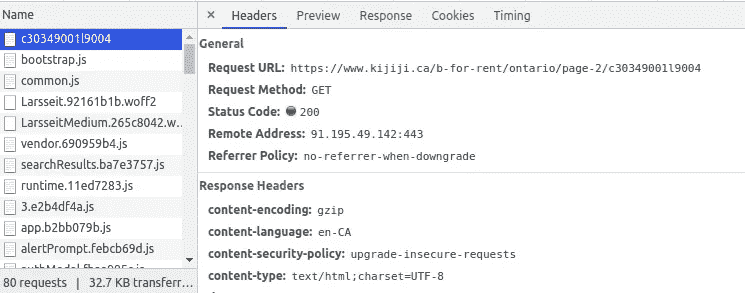 Name
× Headers Preview Response Cookies Timing
c30349001l9004
bootstrap.js
common.js
Larsseit.92161b1b.woff2
LarsseitMedium.265c8042.w...
vendor.690959b4.js
searchResults.ba7e3757.js
runtime.11ed7283.js
3.e2b4df4a.js
app.b2bb079b.js
alertPrompt.febcb69d.js
80 requests | 32.7 KB transferr...
General
Request URL: https://www.kijiji.ca/b-for-rent/ontario/page-2/c30349001l9004
Request Method: GET
Status Code: 200
Remote Address: 91.195.49.142:443
Referrer Policy: no-referrer-when-downgrade
Response Headers
content-encoding: gzip
content-language: en-CA
content-security-policy: upgrade-insecure-requests
content-type: text/html;charset=UTF-8